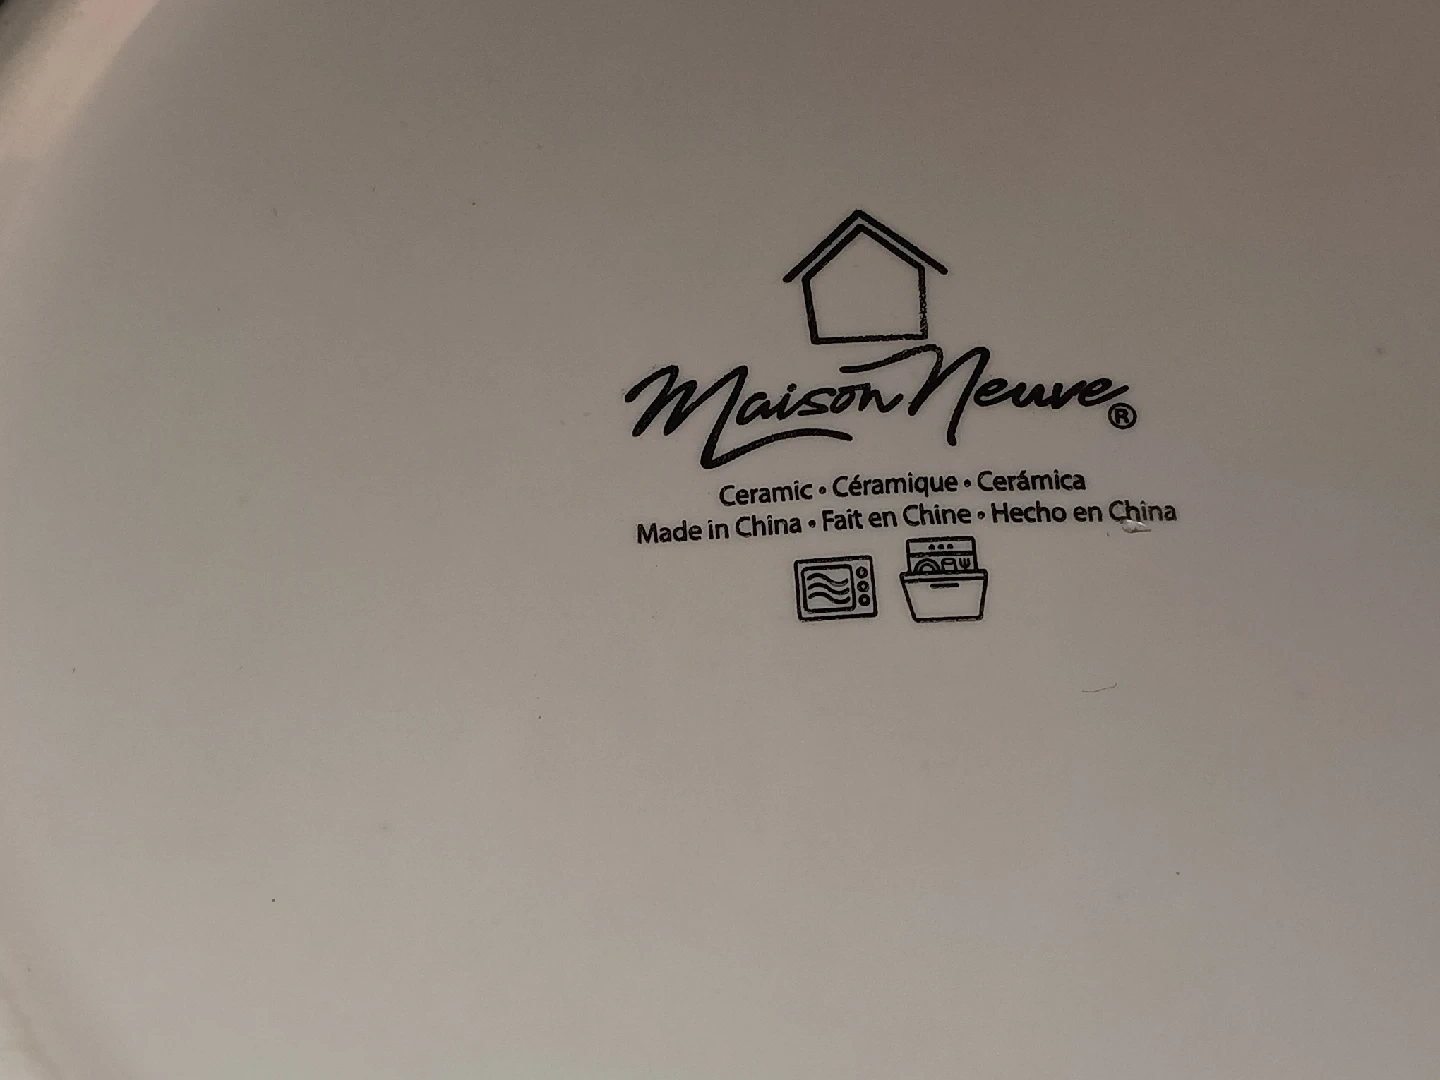 Maison Neuve®
Ceramic • Céramique • Cerámica
Made in China • Fait en Chine • Hecho en China